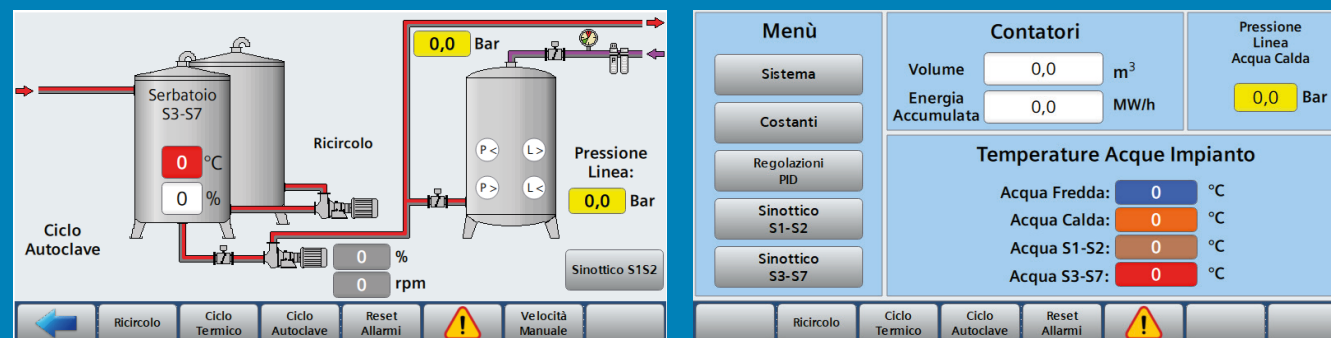 0,0 Bar
Serbatoio
S3-S7
0 °C
0 %
Ricircolo
P<
L>
P>
L<
Pressione
Linea:
0,0 Bar
Ciclo
Autoclave
0 %
0 rpm
Sinottico S1S2
Ricircolo
Ciclo
Termico
Ciclo
Autoclave
Reset
Allarmi
!
Velocità
Manuale
Menù
Sistema
Costanti
Regolazioni
PID
Sinottico
S1-S2
Sinottico
S3-S7
Contatori
Volume 0,0 m³
Energia
Accumulata 0,0 MW/h
Pressione
Linea
Acqua Calda
0,0 Bar
Temperature Acque Impianto
Acqua Fredda: 0 °C
Acqua Calda: 0 °C
Acqua S1-S2: 0 °C
Acqua S3-S7: 0 °C
Ricircolo
Ciclo
Termico
Ciclo
Autoclave
Reset
Allarmi
!